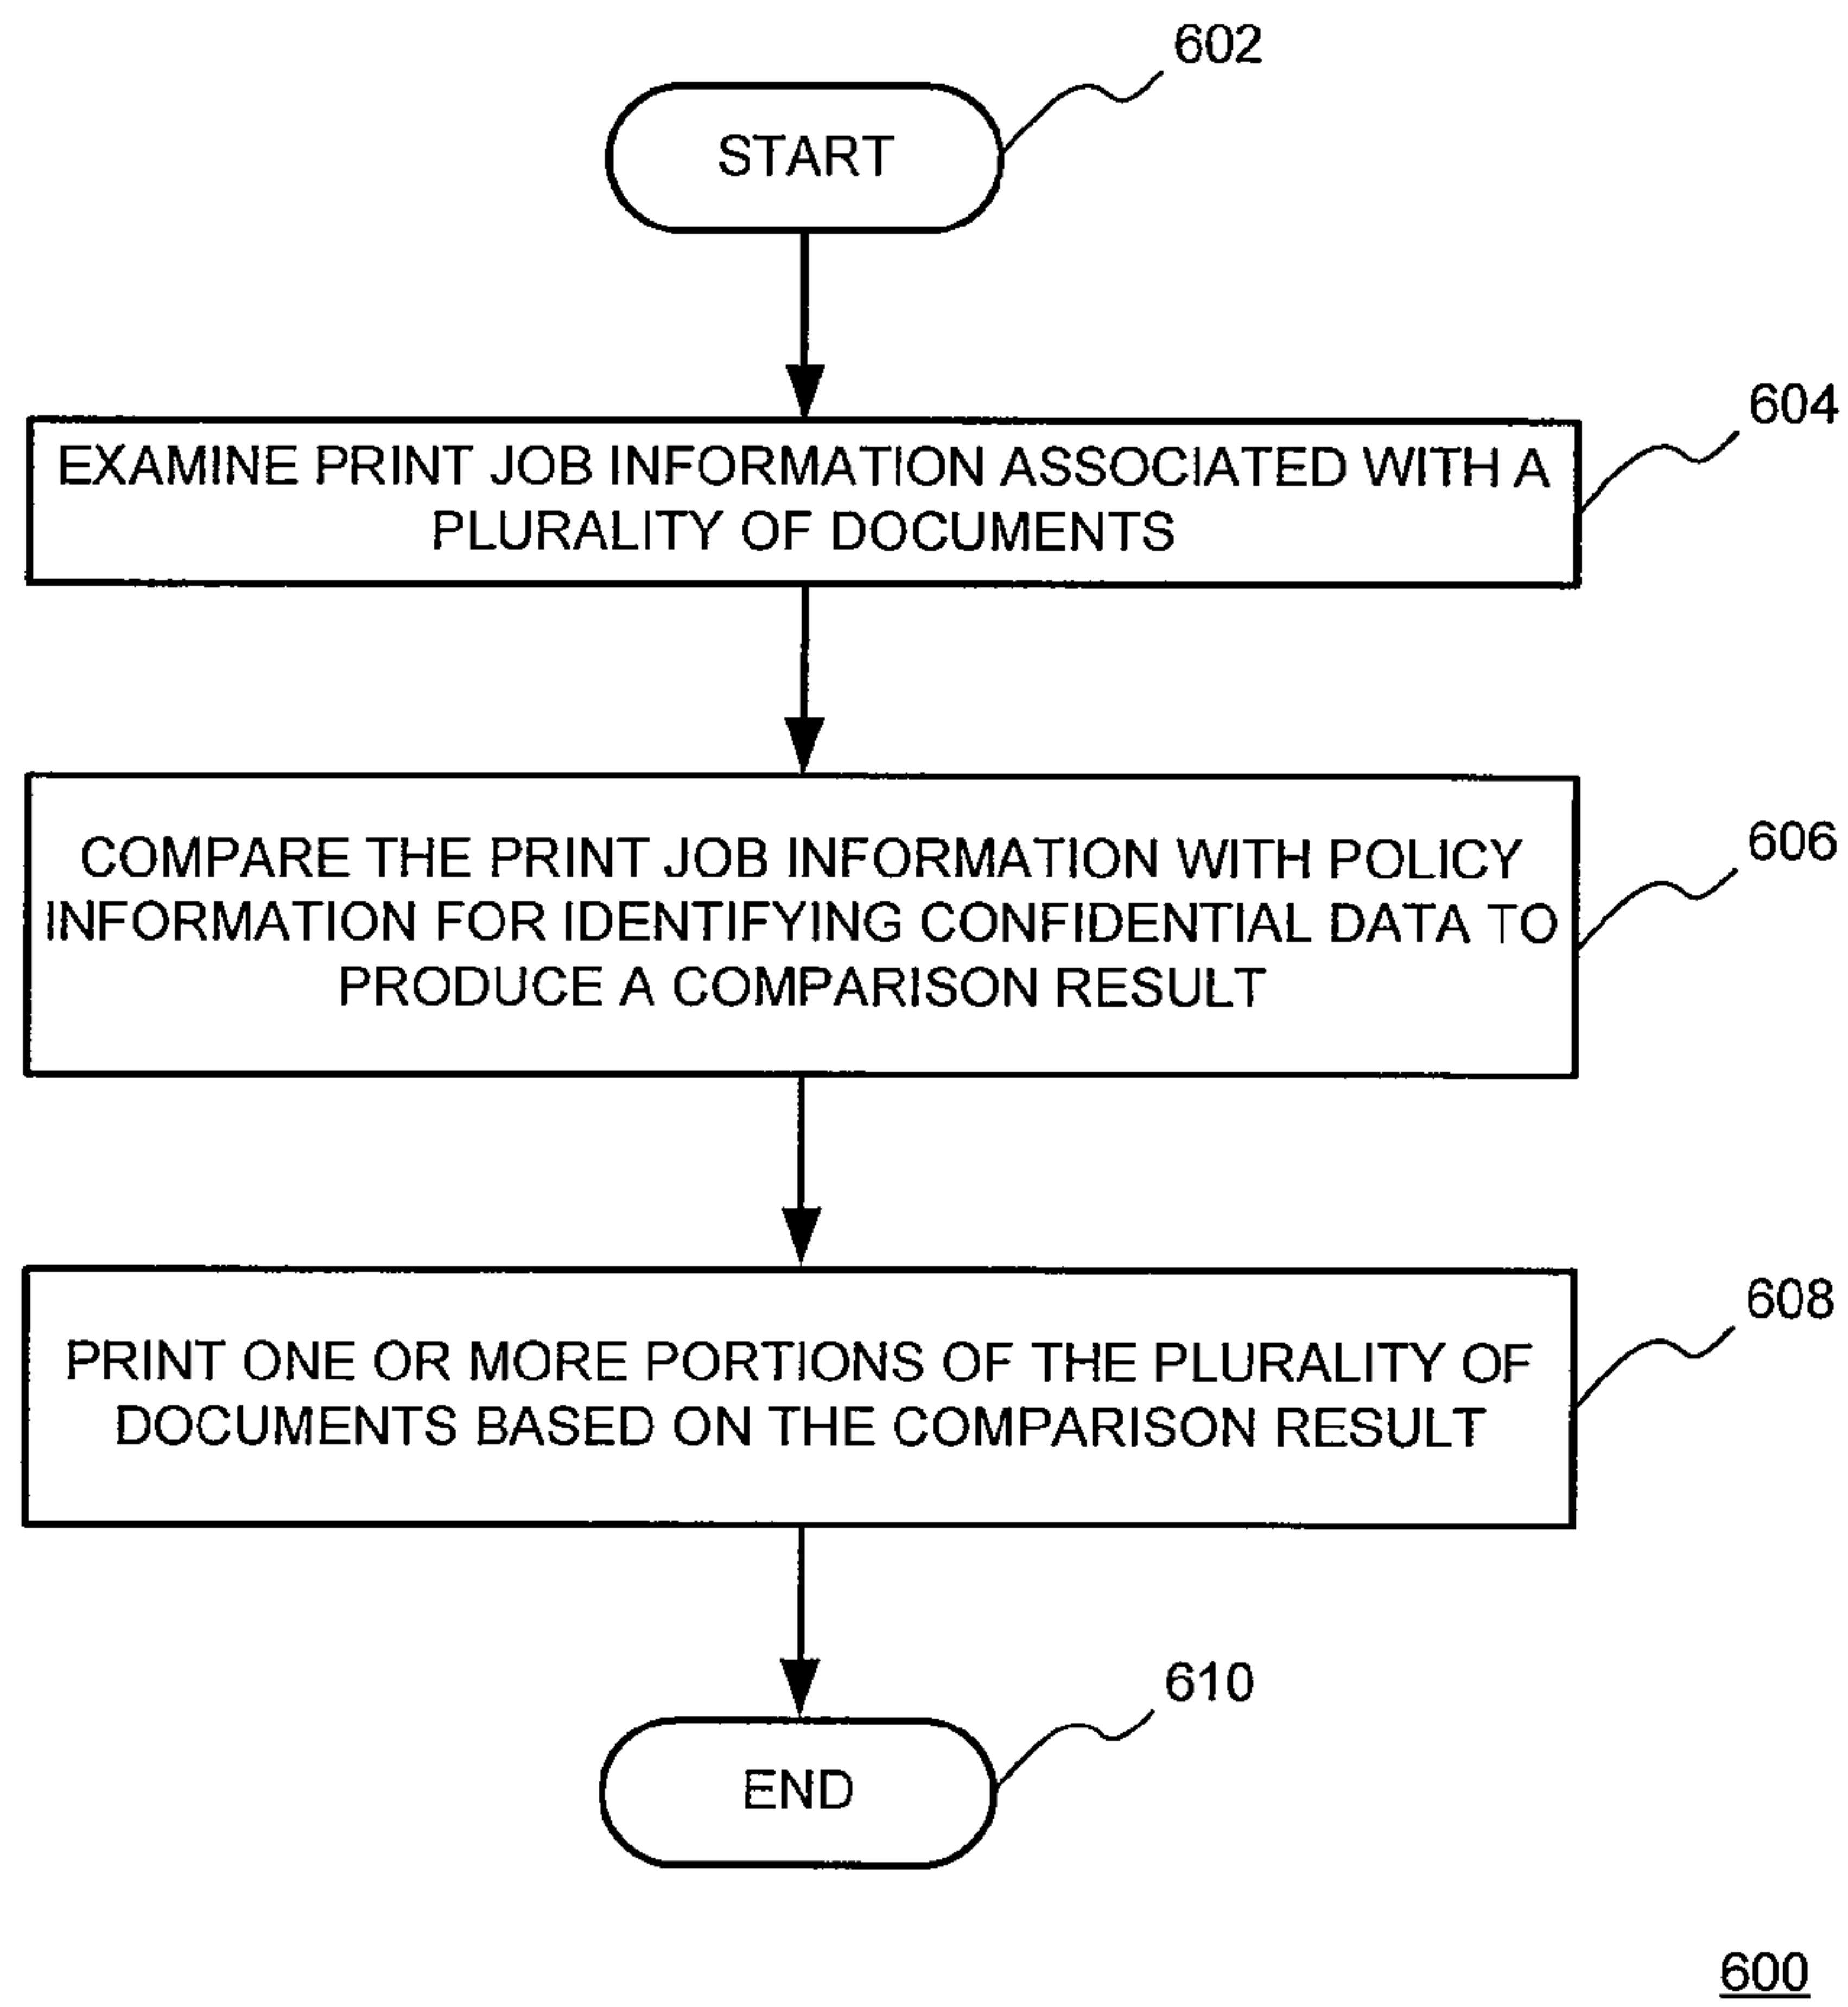 602
START
604
EXAMINE PRINT JOB INFORMATION ASSOCIATED WITH A
PLURALITY OF DOCUMENTS
606
COMPARE THE PRINT JOB INFORMATION WITH POLICY
INFORMATION FOR IDENTIFYING CONFIDENTIAL DATA TO
PRODUCE A COMPARISON RESULT
608
PRINT ONE OR MORE PORTIONS OF THE PLURALITY OF
DOCUMENTS BASED ON THE COMPARISON RESULT
610
END
600